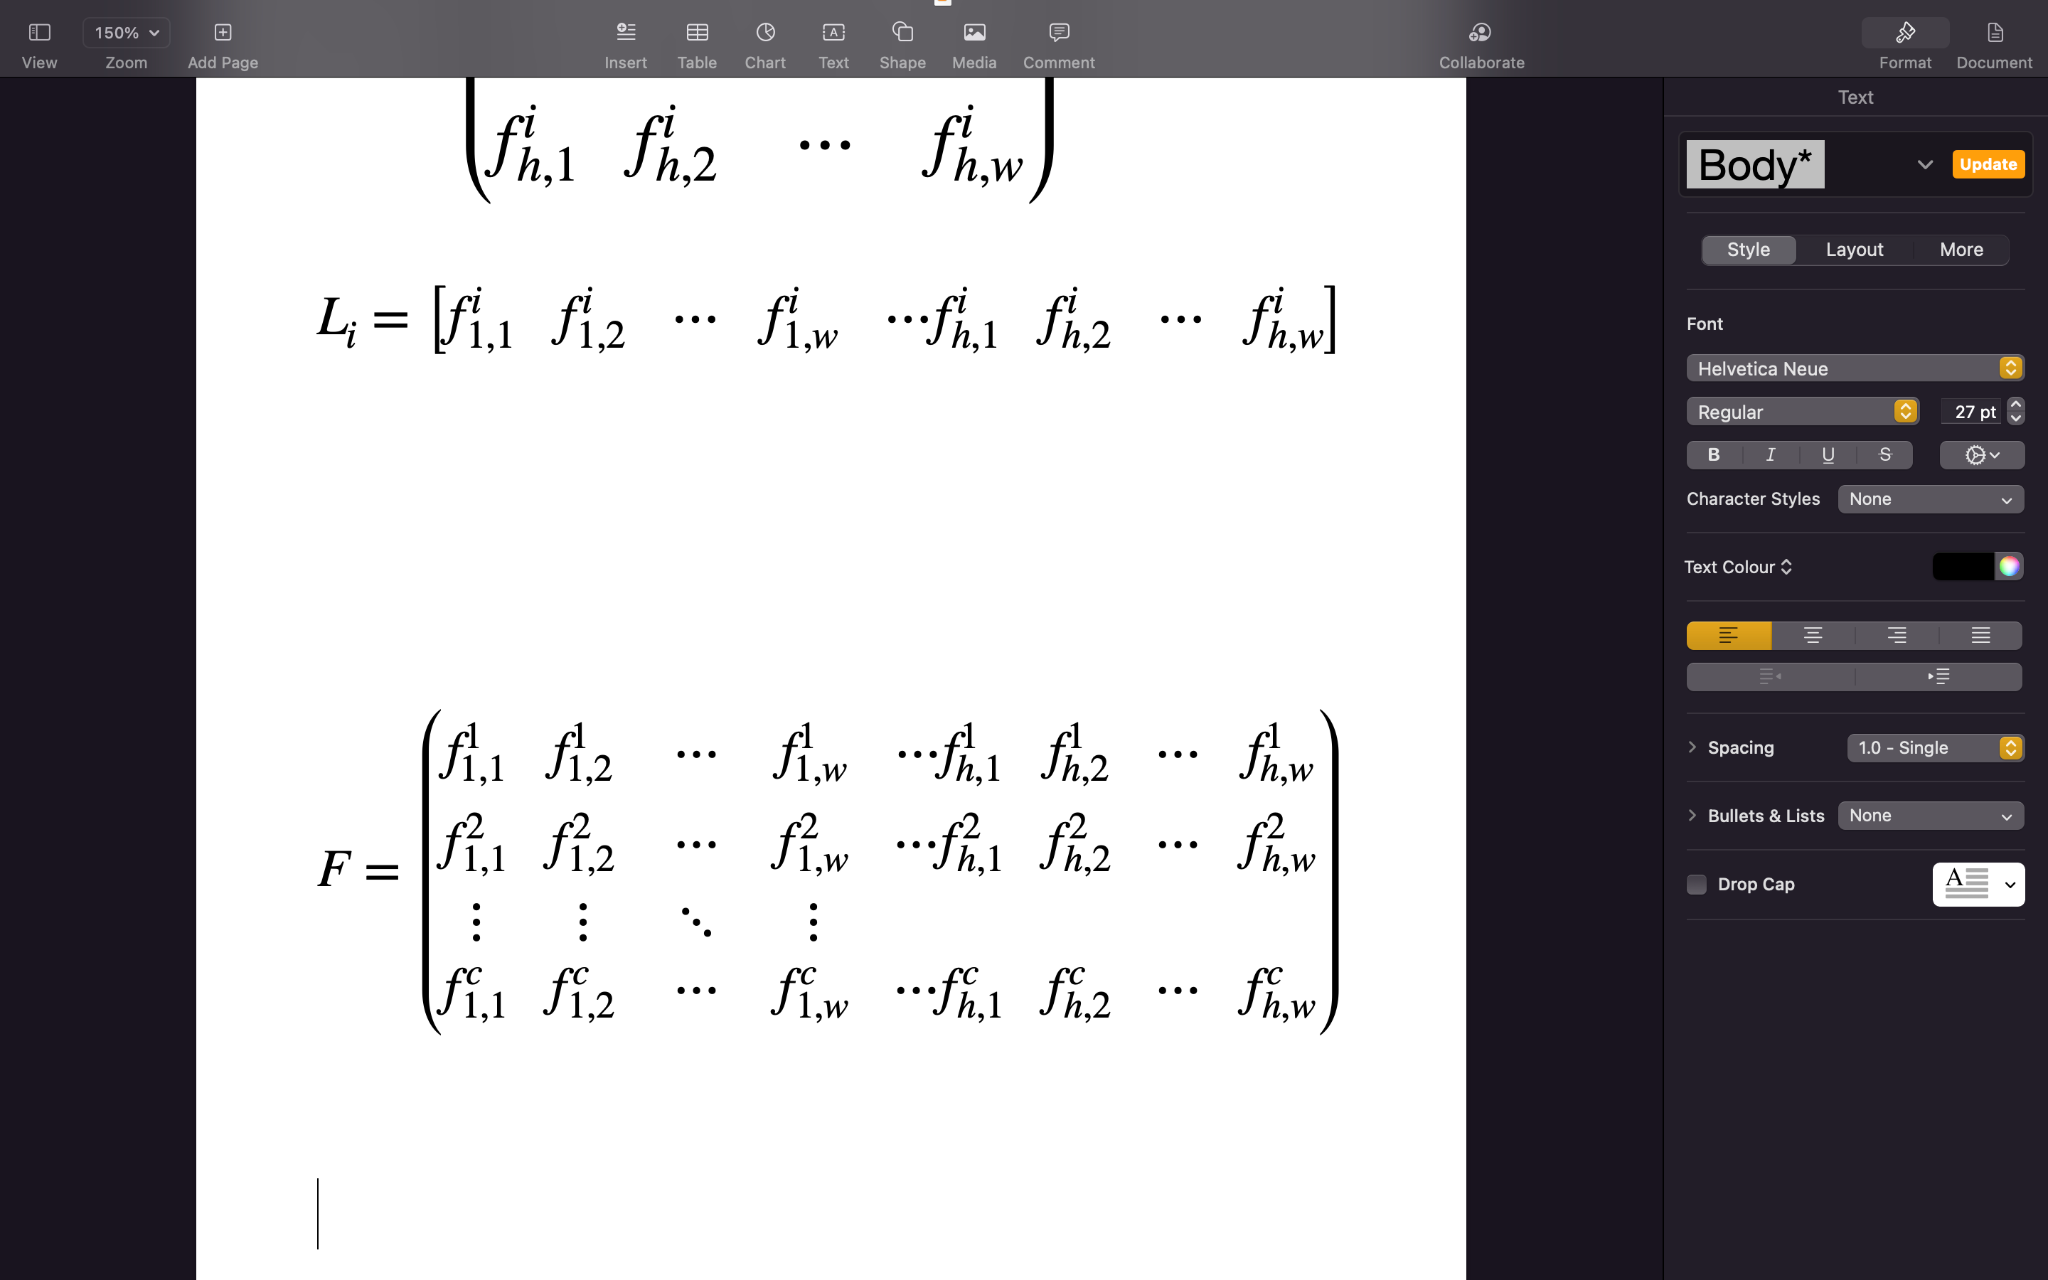 150%
View Zoom Add Page Insert Table Chart Text Shape Media Comment Collaborate Format Document
Text
Body* Update
Style Layout More
Font
Helvetica Neue
Regular 27 pt
B I U S
Character Styles None
Text Colour
Spacing 1.0 - Single
Bullets & Lists None
Drop Cap A
f^i_{h,1} f^i_{h,2} ⋯ f^i_{h,w}
L_i = [f^i_{1,1} f^i_{1,2} ⋯ f^i_{1,w} ⋯f^i_{h,1} f^i_{h,2} ⋯ f^i_{h,w}]
f^1_{1,1} f^1_{1,2} ⋯ f^1_{1,w} ⋯f^1_{h,1} f^1_{h,2} ⋯ f^1_{h,w}
f^2_{1,1} f^2_{1,2} ⋯ f^2_{1,w} ⋯f^2_{h,1} f^2_{h,2} ⋯ f^2_{h,w}
F =
⋮ ⋮ ⋱ ⋮
f^c_{1,1} f^c_{1,2} ⋯ f^c_{1,w} ⋯f^c_{h,1} f^c_{h,2} ⋯ f^c_{h,w}